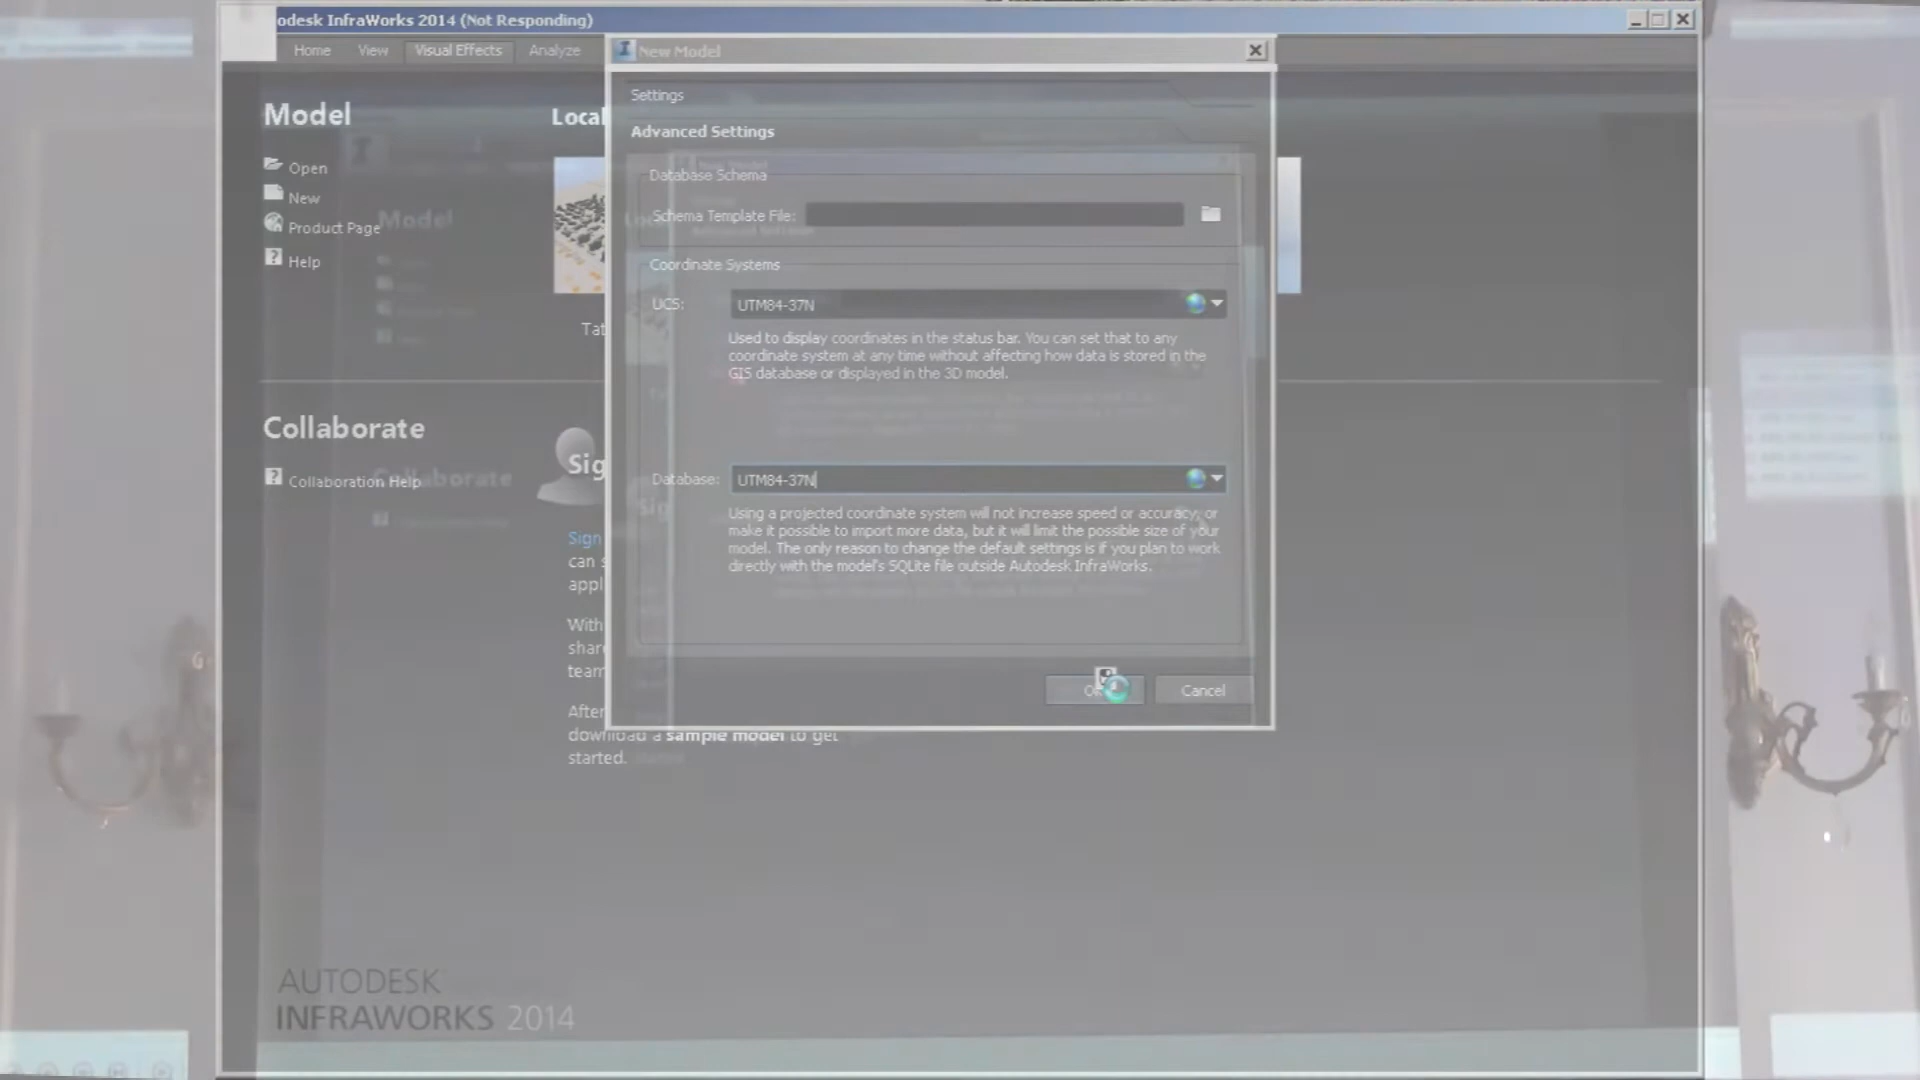 odesk InfraWorks 2014 (Not Responding)
Home View Visual Effects Analyze
New Model
Settings
Advanced Settings
Database Schema
Schema Template File:
Coordinate Systems
UCS: UTM84-37N
Used to display coordinates in the status bar. You can set that to any
coordinate system at any time without affecting how data is stored in the
GIS database or displayed in the 3D model.
Database: UTM84-37N
Using a projected coordinate system will not increase speed or accuracy, or
make it possible to import more data, but it will limit the possible size of your
model. The only reason to change the default settings is if you plan to work
directly with the model's SQLite file outside Autodesk InfraWorks.
OK Cancel
Model
Open
New
Product Page
Help
Local
Tat
Model
Collaborate
Collaboration Help
Collaborate
Sig
Sign
can s
appl
With
share
team
After
download a sample model to get
started.
AUTODESK
INFRAWORKS 2014